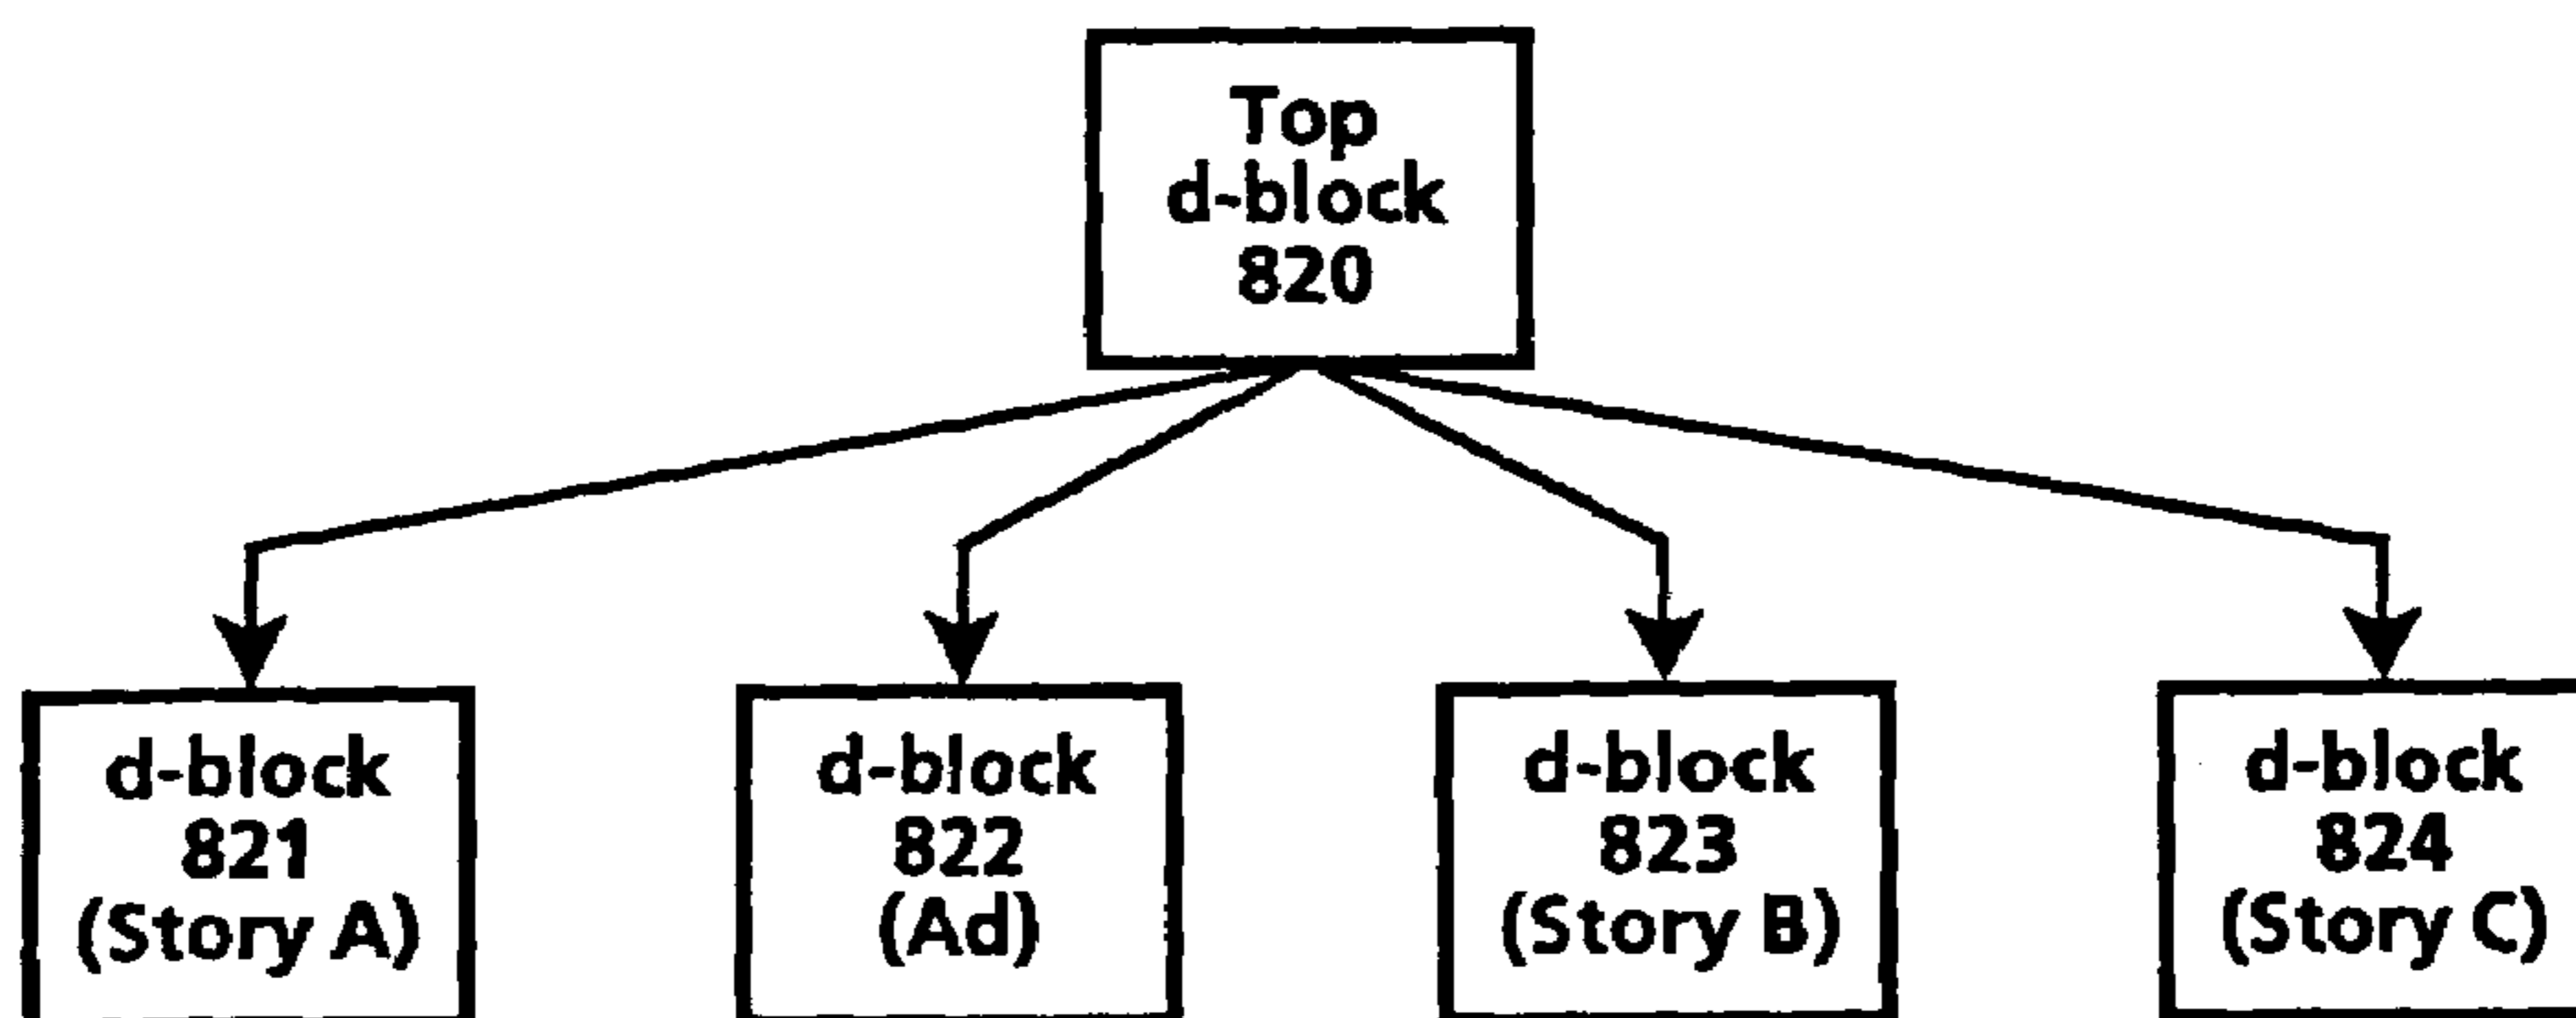 Top
d-block
820
d-block
821
(Story A)
d-block
822
(Ad)
d-block
823
(Story B)
d-block
824
(Story C)